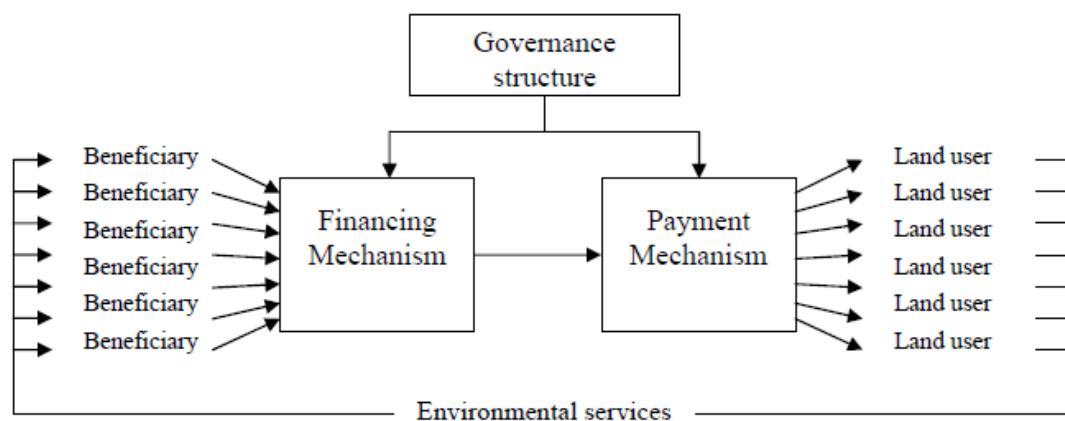 Governance
structure
Beneficiary
Beneficiary
Beneficiary
Beneficiary
Beneficiary
Beneficiary
Financing
Mechanism
Payment
Mechanism
Land user
Land user
Land user
Land user
Land user
Land user
Environmental services